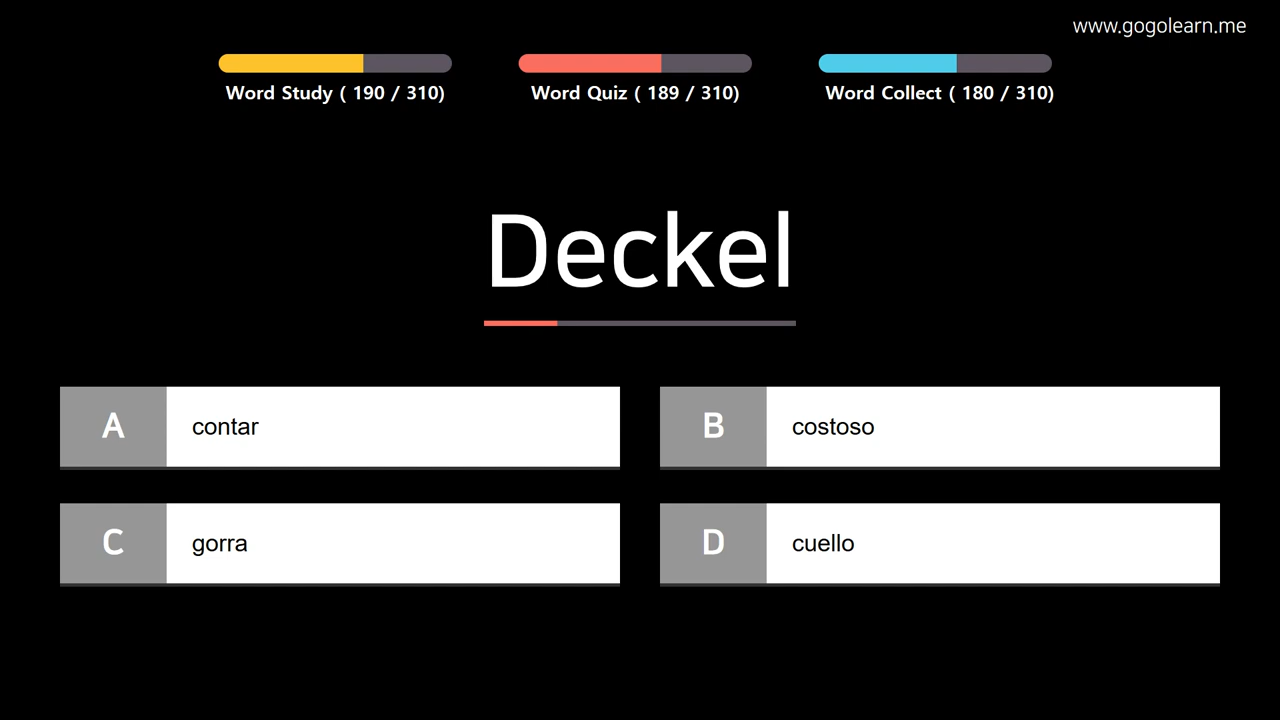 www.gogolearn.me
Word Study ( 190 / 310)
Word Quiz ( 189 / 310)
Word Collect ( 180 / 310)
Deckel
A contar
B costoso
C gorra
D cuello